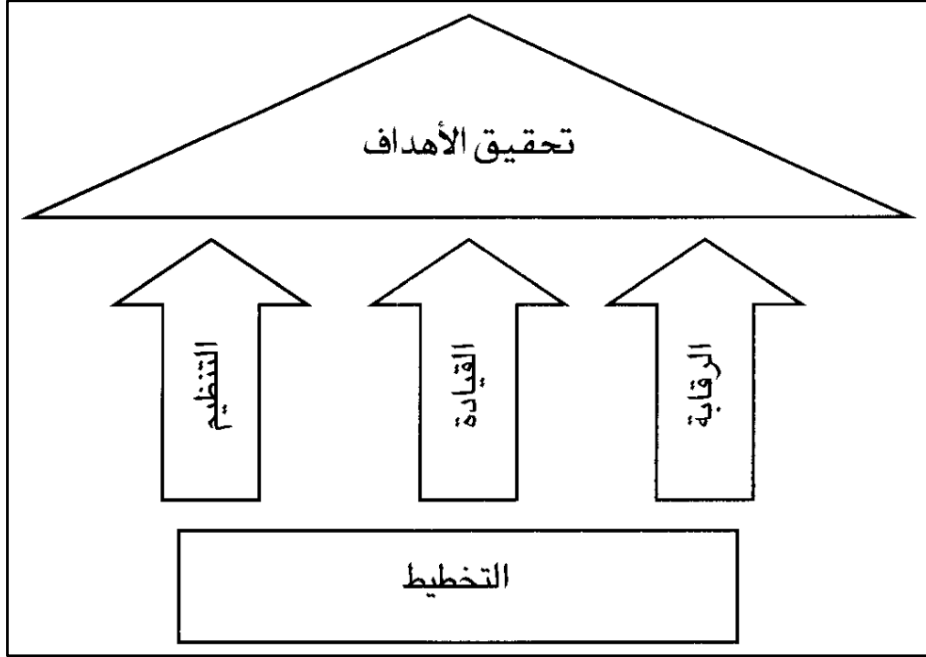 تحقيق الأهداف
الرقابة
القيادة
التنظيم
التخطيط